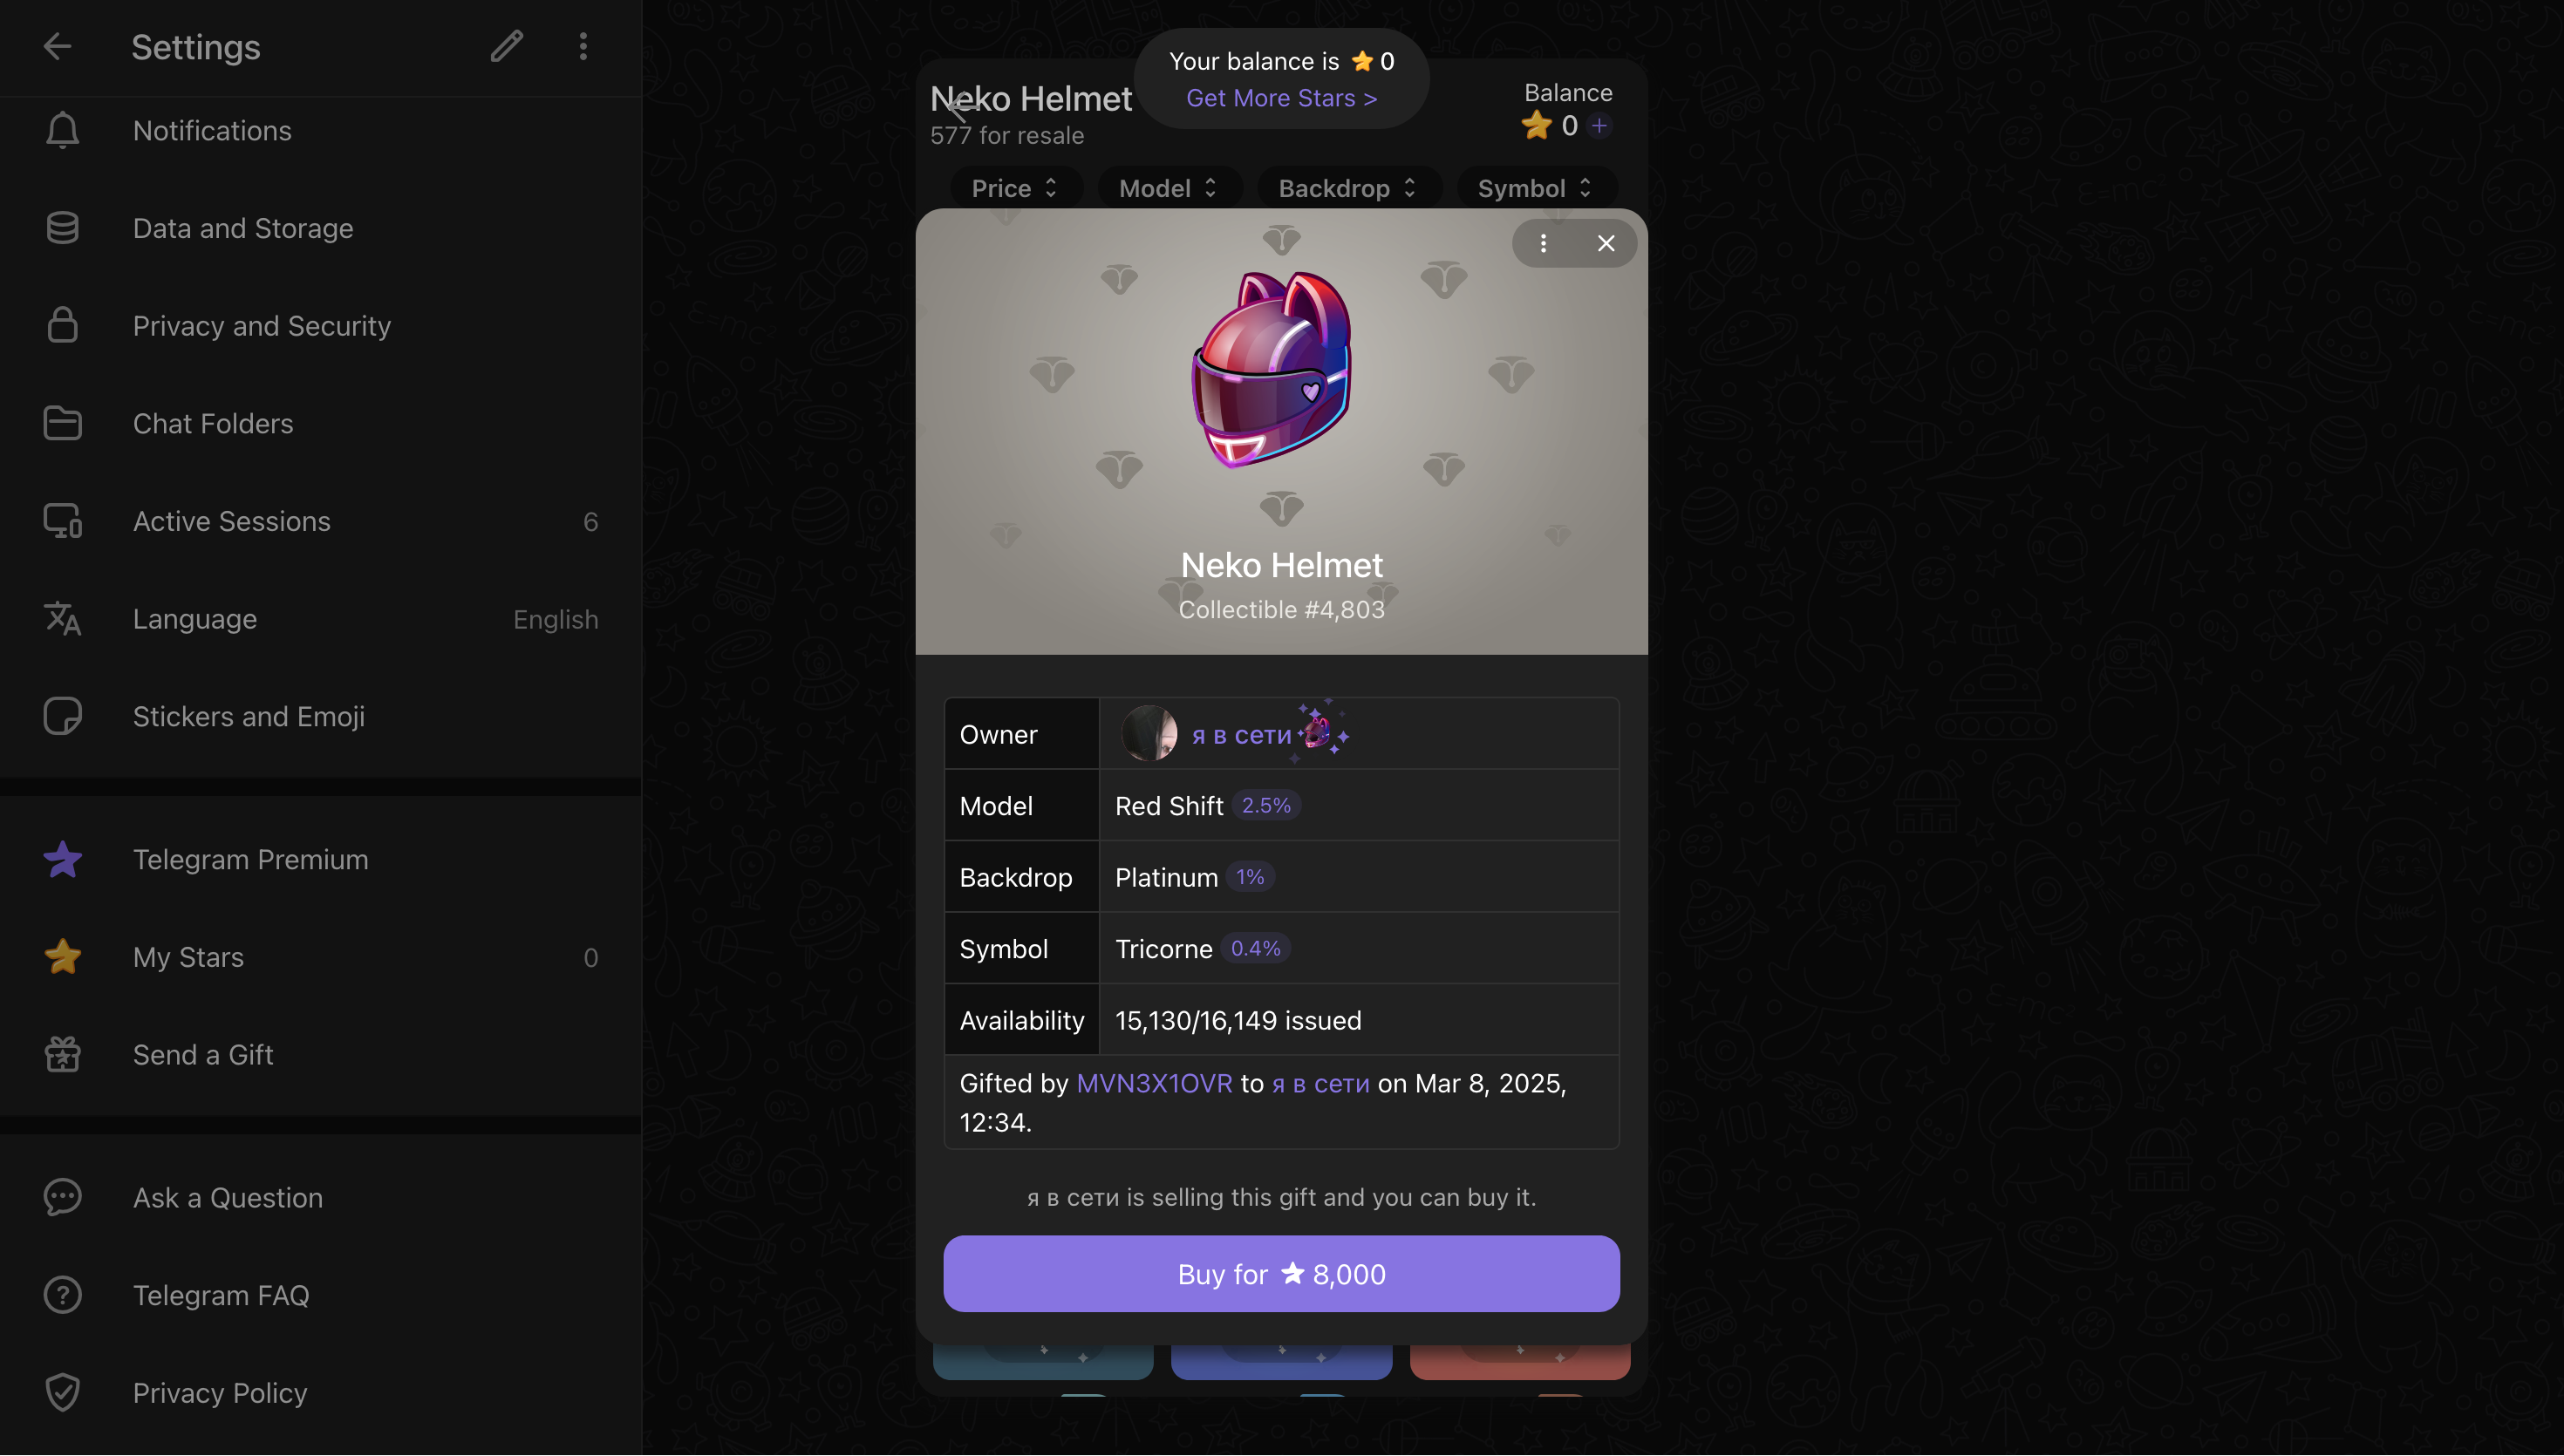 Settings
Notifications
Data and Storage
Privacy and Security
Chat Folders
Active Sessions 6
Language English
Stickers and Emoji
Telegram Premium
My Stars 0
Send a Gift
Ask a Question
Telegram FAQ
Privacy Policy
Your balance is 0
Get More Stars >
Neko Helmet
577 for resale
Balance
0 +
Price Model Backdrop Symbol
Neko Helmet
Collectible #4,803
Owner я в сети
Model Red Shift 2.5%
Backdrop Platinum 1%
Symbol Tricorne 0.4%
Availability 15,130/16,149 issued
Gifted by MVN3X1OVR to я в сети on Mar 8, 2025,
12:34.
я в сети is selling this gift and you can buy it.
Buy for 8,000